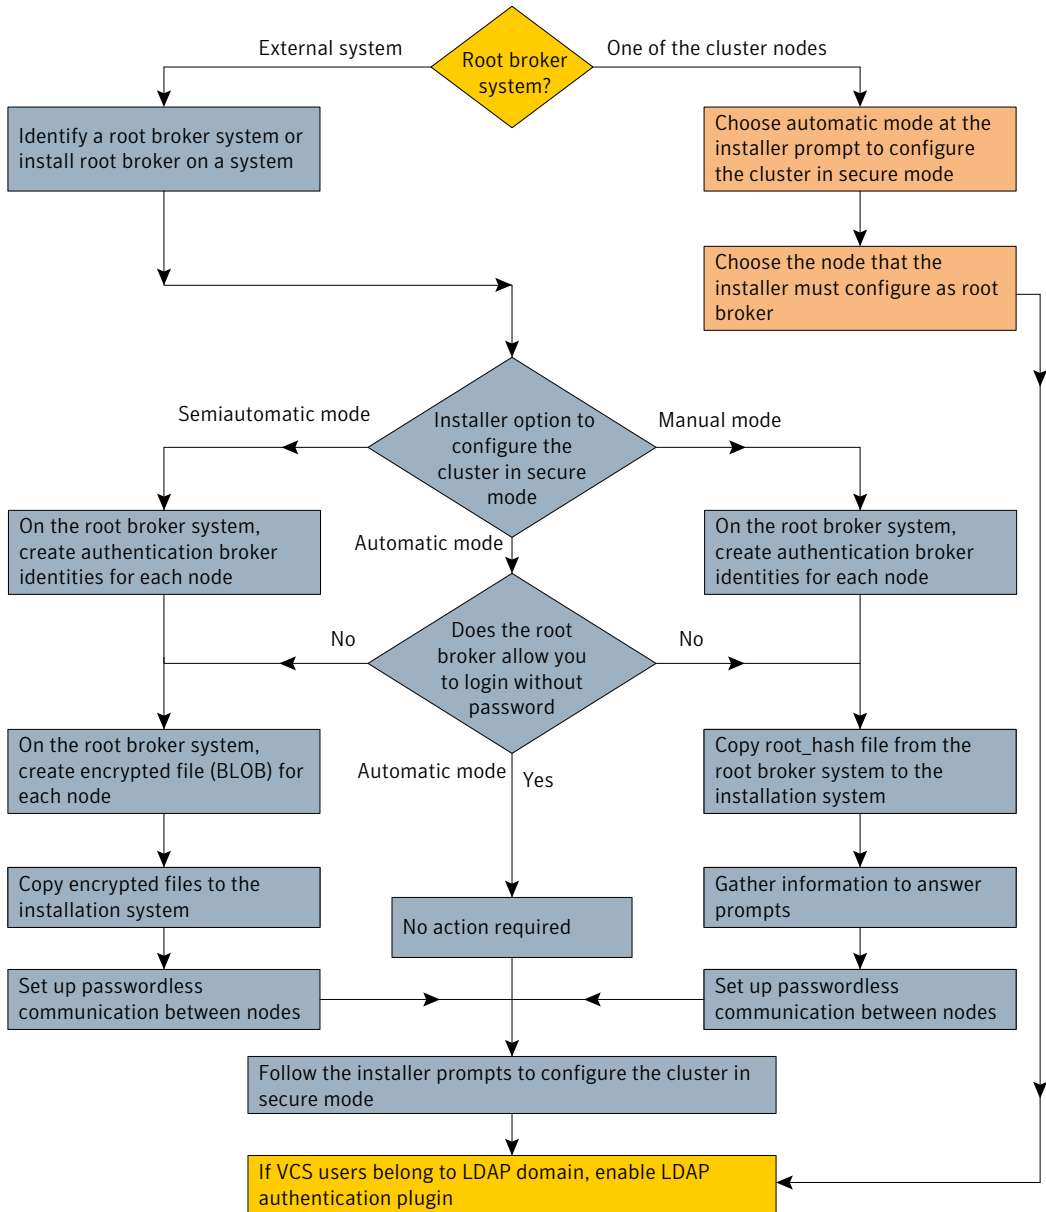 External system
Root broker
system?
One of the cluster nodes
Identify a root broker system or
install root broker on a system
Choose automatic mode at the
installer prompt to configure
the cluster in secure mode
Choose the node that the
installer must configure as root
broker
Semiautomatic mode
Installer option to
configure the
cluster in secure
mode
Manual mode
On the root broker system,
create authentication broker
identities for each node
Automatic mode
On the root broker system,
create authentication broker
identities for each node
No
Does the root
broker allow you
to login without
password
No
On the root broker system,
create encrypted file (BLOB) for
each node
Automatic mode
Yes
Copy root_hash file from the
root broker system to the
installation system
Copy encrypted files to the
installation system
No action required
Gather information to answer
prompts
Set up passwordless
communication between nodes
Set up passwordless
communication between nodes
Follow the installer prompts to configure the cluster in
secure mode
If VCS users belong to LDAP domain, enable LDAP
authentication plugin